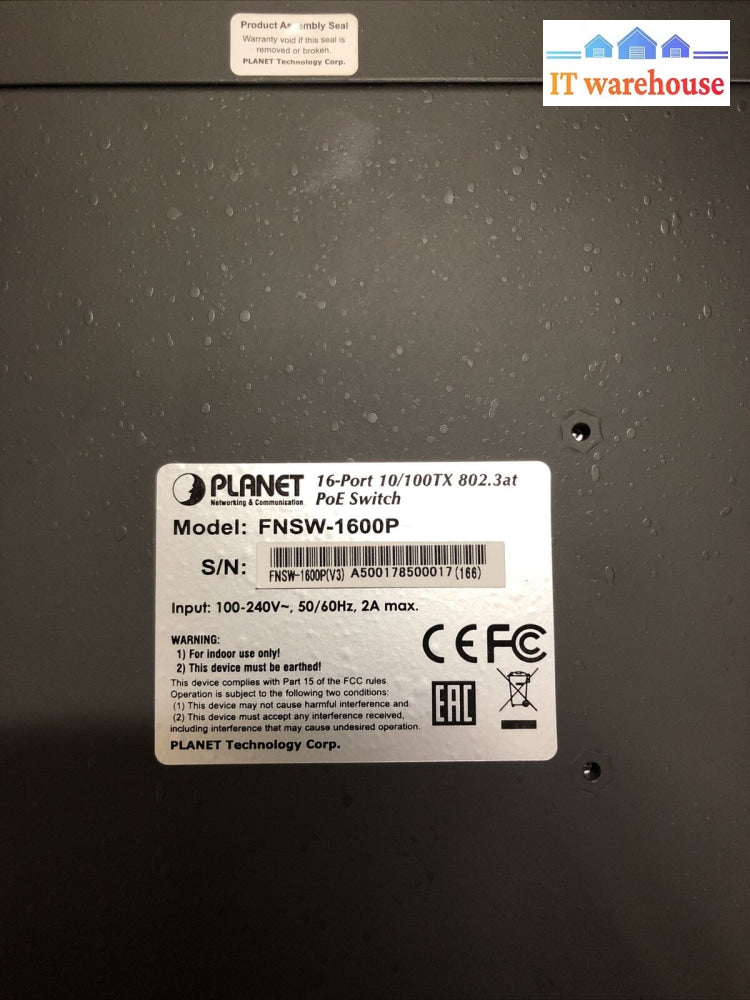 Product Assembly Seal
Warranty void if this seal is
removed or broken.
PLANET Technology Corp.
IT warehouse
PLANET
Networking & Communication
16-Port 10/100TX 802.3at
PoE Switch
Model: FNSW-1600P
S/N:
FNSW-1600P(V3) A500178500017(166)
Input: 100-240V~, 50/60Hz, 2A max.
WARNING:
1) For indoor use only!
2) This device must be earthed!
This device complies with Part 15 of the FCC rules.
Operation is subject to the following two conditions:
(1) This device may not cause harmful interference and
(2) This device must accept any interference received,
including interference that may cause undesired operation.
PLANET Technology Corp.
CE FC
EAC